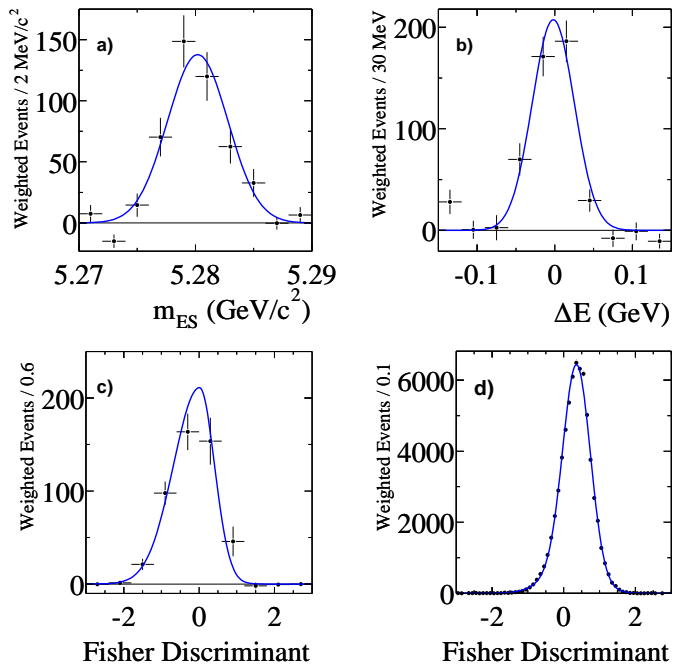 a)
Weighted Events / 2 MeV/c²
150
100
50
0
5.27 5.28 5.29
m_ES (GeV/c²)
b)
Weighted Events / 30 MeV
200
100
0
-0.1 0 0.1
ΔE (GeV)
c)
Weighted Events / 0.6
200
100
0
-2 0 2
Fisher Discriminant
d)
Weighted Events / 0.1
6000
4000
2000
0
-2 0 2
Fisher Discriminant